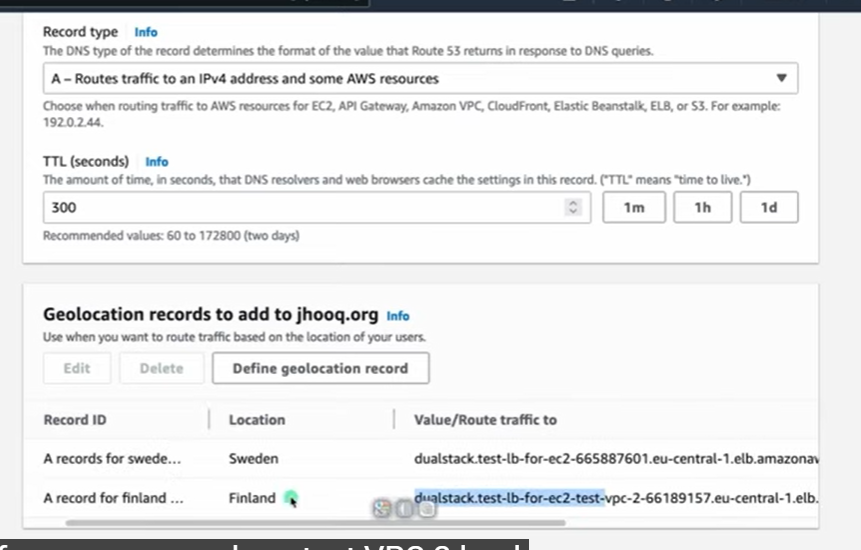 Record type Info
The DNS type of the record determines the format of the value that Route 53 returns in response to DNS queries.
A – Routes traffic to an IPv4 address and some AWS resources
Choose when routing traffic to AWS resources for EC2, API Gateway, Amazon VPC, CloudFront, Elastic Beanstalk, ELB, or S3. For example:
192.0.2.44.
TTL (seconds) Info
The amount of time, in seconds, that DNS resolvers and web browsers cache the settings in this record. ("TTL" means "time to live.")
300 1m 1h 1d
Recommended values: 60 to 172800 (two days)
Geolocation records to add to jhooq.org Info
Use when you want to route traffic based on the location of your users.
Edit Delete Define geolocation record
Record ID Location Value/Route traffic to
A records for swede... Sweden dualstack.test-lb-for-ec2-665887601.eu-central-1.elb.amazonav
A record for finland ... Finland dualstack.test-lb-for-ec2-test-vpc-2-66189157.eu-central-1.elb.